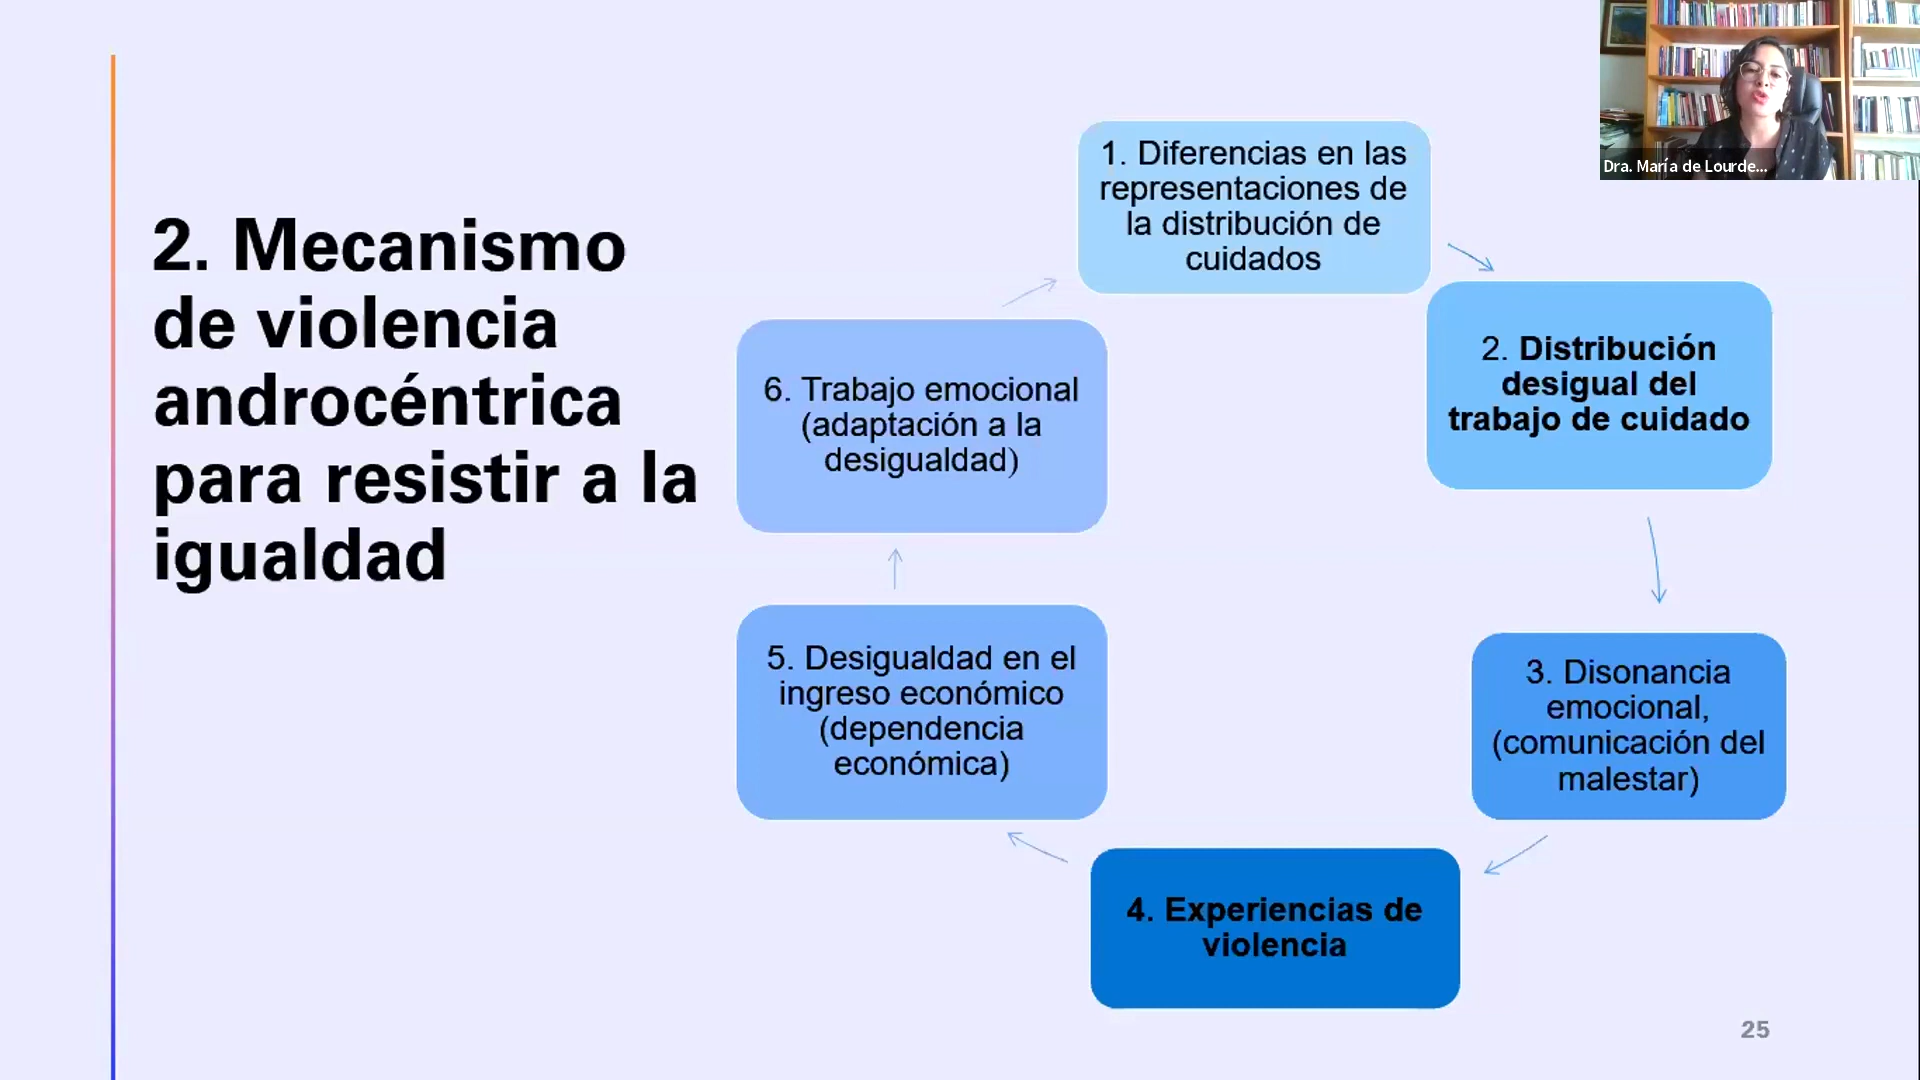 2. Mecanismo
de violencia
androcéntrica
para resistir a la
igualdad
1. Diferencias en las
representaciones de
la distribución de
cuidados
2. Distribución
desigual del
trabajo de cuidado
3. Disonancia
emocional,
(comunicación del
malestar)
4. Experiencias de
violencia
5. Desigualdad en el
ingreso económico
(dependencia
económica)
6. Trabajo emocional
(adaptación a la
desigualdad)
Dra. María de Lourde...
25